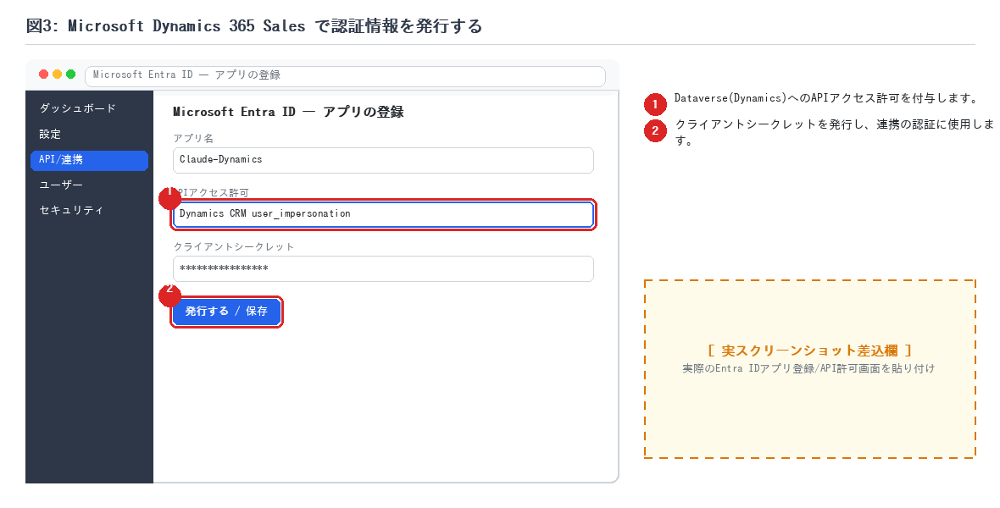 図3: Microsoft Dynamics 365 Sales で認証情報を発行する
Microsoft Entra ID — アプリの登録
ダッシュボード
設定
API/連携
ユーザー
セキュリティ
Microsoft Entra ID — アプリの登録
アプリ名
Claude-Dynamics
1
PIアクセス許可
Dynamics CRM user_impersonation
クライアントシークレット
****************
2
発行する / 保存
1
Dataverse(Dynamics)へのAPIアクセス許可を付与します。
2
クライアントシークレットを発行し、連携の認証に使用しま
す。
[ 実スクリーンショット差込欄 ]
実際のEntra IDアプリ登録/API許可画面を貼り付け